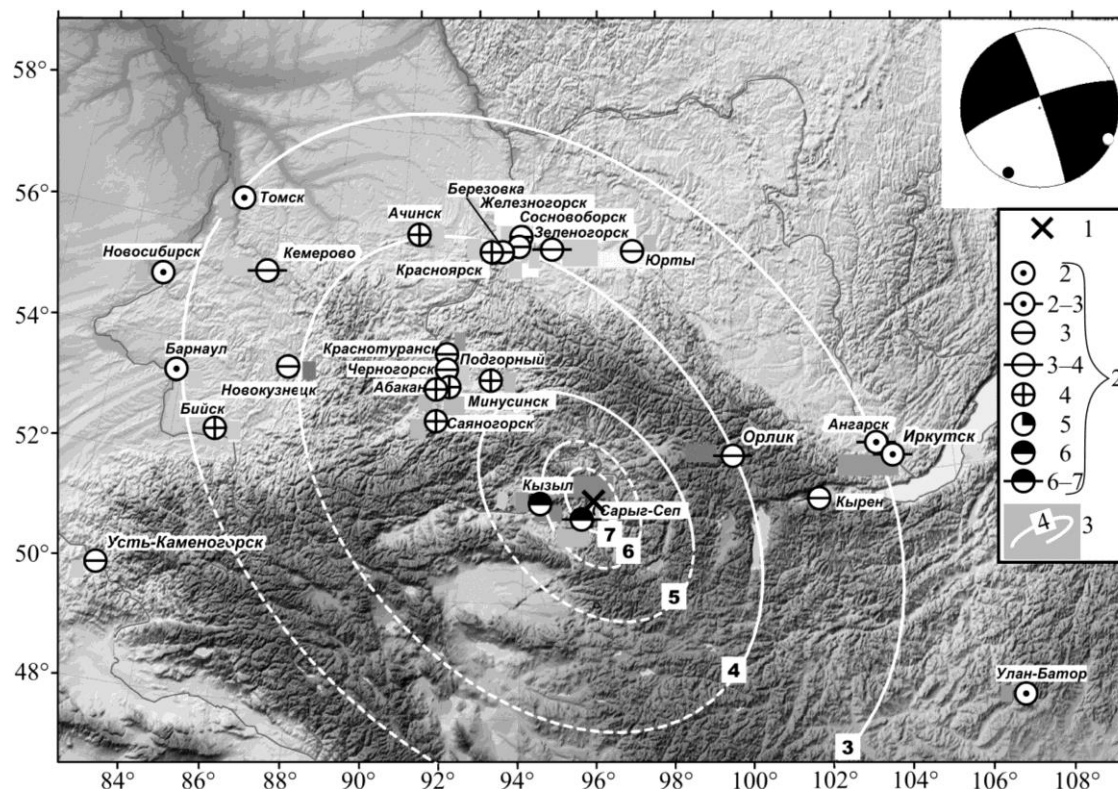 58°
56°
54°
52°
50°
48°
Березовка
Железногорск
Сосновоборск
Зеленогорск
Ачинск
Томск
Новосибирск
Кемерово
Красноярск
Юрты
Краснотуранск
Подгорный
Черногорск
Барнаул
Абакан
Новокузнецк
Минусинск
Бийск
Саяногорск
Орлик
Ангарск
Иркутск
Кызыл
Сарыг-Сеп
Кырен
Усть-Каменогорск
Улан-Батор
7
6
5
4
3
1
2
2–3
3
3–4
4
5
6
6–7
2
4
3
84°
86°
88°
90°
92°
94°
96°
98°
100°
102°
104°
106°
108°